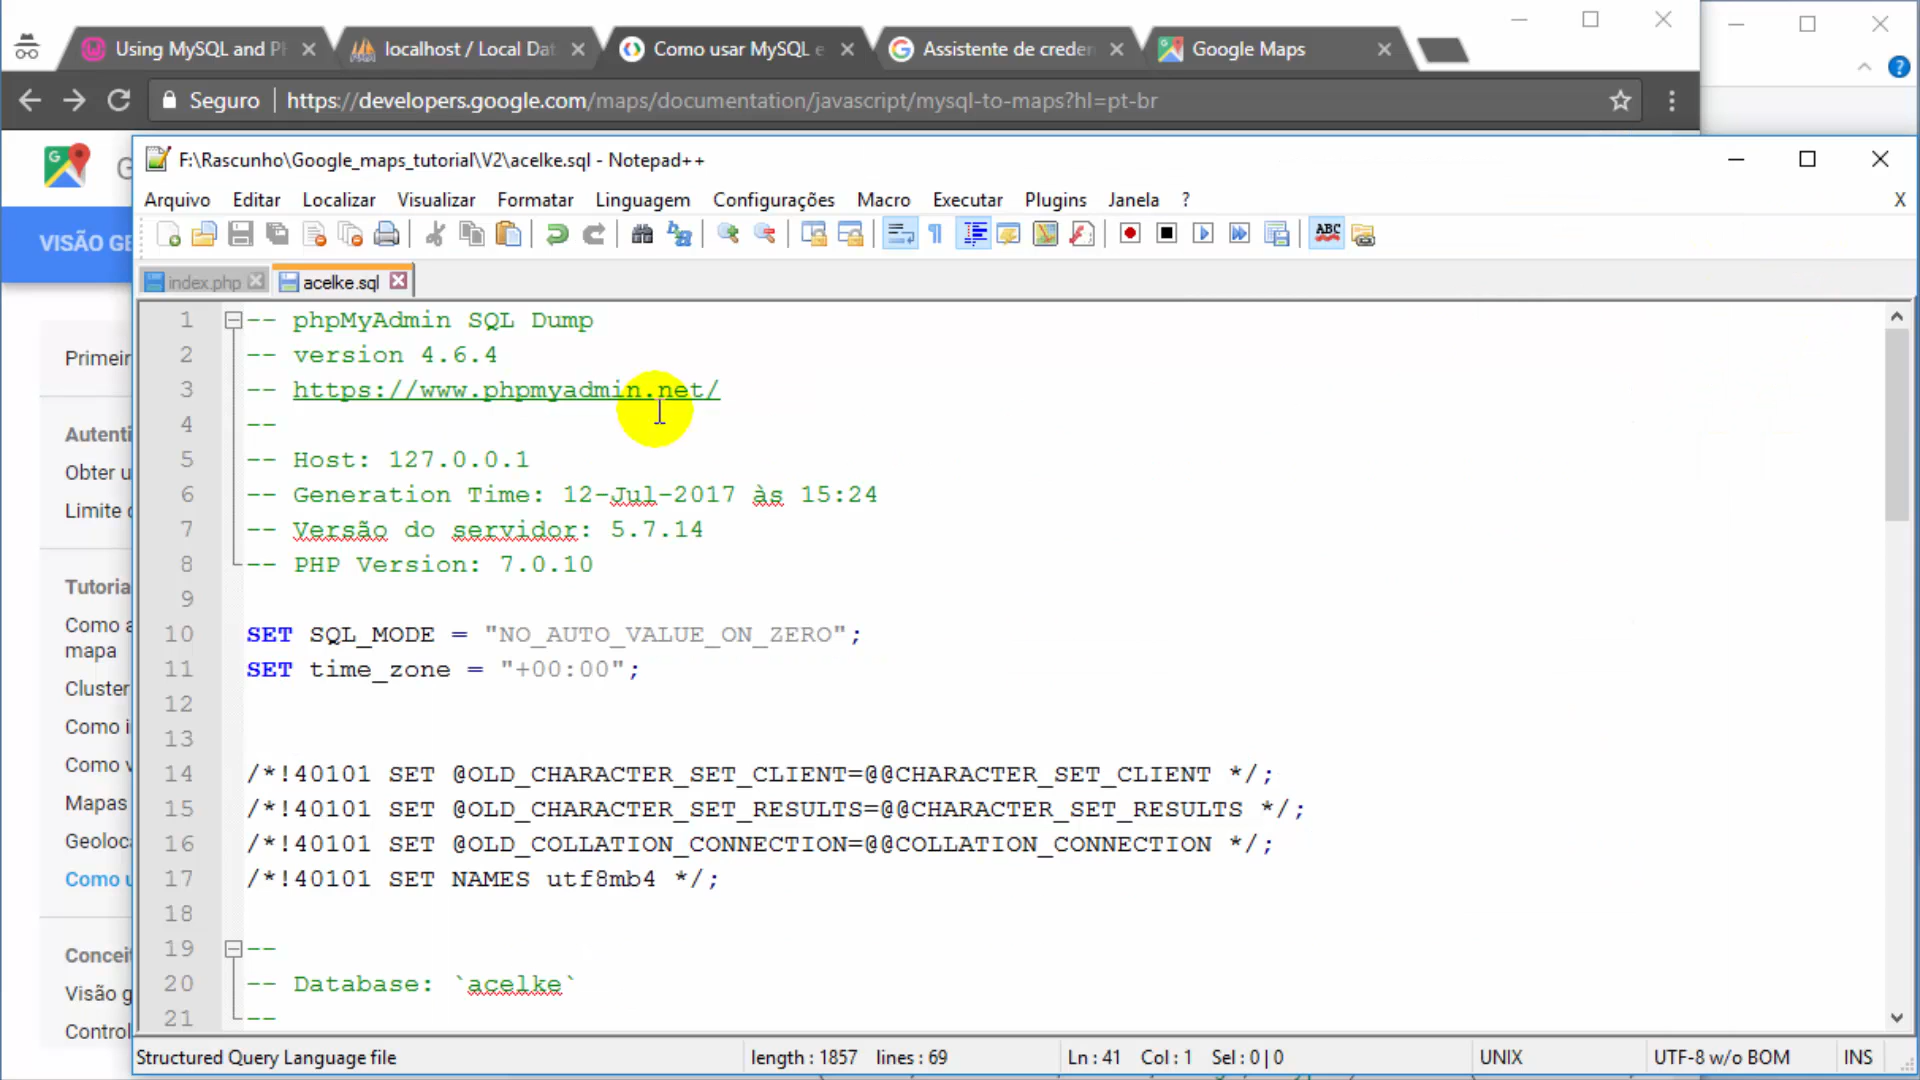 Using MySQL and P
localhost / Local Dat
Como usar MySQL e
Assistente de creden
Google Maps
Seguro
https://developers.google.com/maps/documentation/javascript/mysql-to-maps?hl=pt-br
F:\Rascunho\Google_maps_tutorial\V2\acelke.sql - Notepad++
Arquivo Editar Localizar Visualizar Formatar Linguagem Configurações Macro Executar Plugins Janela ? X
ABC
VISÃO GE
index.php
acelke.sql
1 -- phpMyAdmin SQL Dump
2 -- version 4.6.4
3 -- https://www.phpmyadmin.net/
4 --
5 -- Host: 127.0.0.1
6 -- Generation Time: 12-Jul-2017 às 15:24
7 -- Versão do servidor: 5.7.14
8 -- PHP Version: 7.0.10
9
10 SET SQL_MODE = "NO_AUTO_VALUE_ON_ZERO";
11 SET time_zone = "+00:00";
12
13
14 /*!40101 SET @OLD_CHARACTER_SET_CLIENT=@@CHARACTER_SET_CLIENT */;
15 /*!40101 SET @OLD_CHARACTER_SET_RESULTS=@@CHARACTER_SET_RESULTS */;
16 /*!40101 SET @OLD_COLLATION_CONNECTION=@@COLLATION_CONNECTION */;
17 /*!40101 SET NAMES utf8mb4 */;
18
19 --
20 -- Database: `acelke`
21 --
Primeir
Autenti
Obter u
Limite
Tutoria
Como a
mapa
Cluster
Como i
Como v
Mapas
Geoloc
Como u
Concei
Visão g
Control
Structured Query Language file
length : 1857 lines : 69
Ln : 41 Col : 1 Sel : 0 | 0
UNIX
UTF-8 w/o BOM
INS